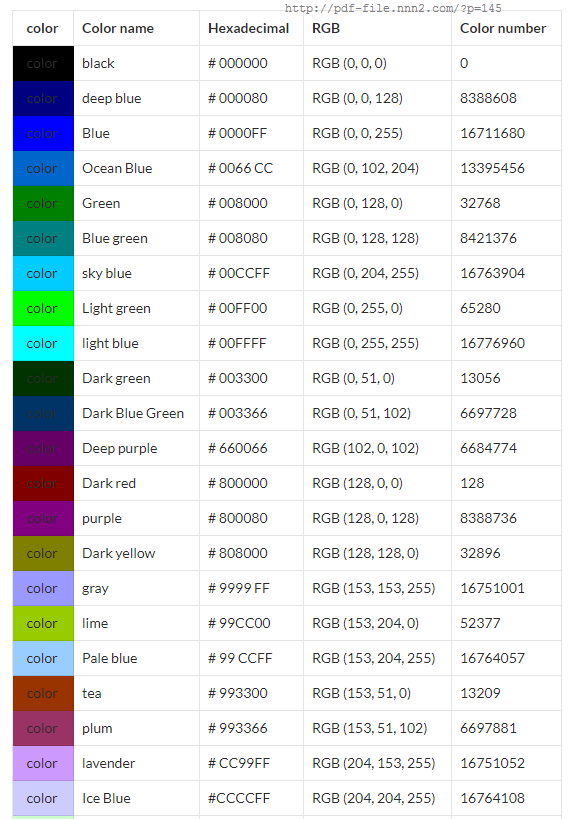 http://pdf-file.nnn2.com/?p=145
color Color name Hexadecimal RGB Color number
color black # 000000 RGB (0, 0, 0) 0
color deep blue # 000080 RGB (0, 0, 128) 8388608
color Blue # 0000FF RGB (0, 0, 255) 16711680
color Ocean Blue # 0066 CC RGB (0, 102, 204) 13395456
color Green # 008000 RGB (0, 128, 0) 32768
color Blue green # 008080 RGB (0, 128, 128) 8421376
color sky blue # 00CCFF RGB (0, 204, 255) 16763904
color Light green # 00FF00 RGB (0, 255, 0) 65280
color light blue # 00FFFF RGB (0, 255, 255) 16776960
color Dark green # 003300 RGB (0, 51, 0) 13056
color Dark Blue Green # 003366 RGB (0, 51, 102) 6697728
color Deep purple # 660066 RGB (102, 0, 102) 6684774
color Dark red # 800000 RGB (128, 0, 0) 128
color purple # 800080 RGB (128, 0, 128) 8388736
color Dark yellow # 808000 RGB (128, 128, 0) 32896
color gray # 9999 FF RGB (153, 153, 255) 16751001
color lime # 99CC00 RGB (153, 204, 0) 52377
color Pale blue # 99 CCFF RGB (153, 204, 255) 16764057
color tea # 993300 RGB (153, 51, 0) 13209
color plum # 993366 RGB (153, 51, 102) 6697881
color lavender # CC99FF RGB (204, 153, 255) 16751052
color Ice Blue #CCCCFF RGB (204, 204, 255) 16764108